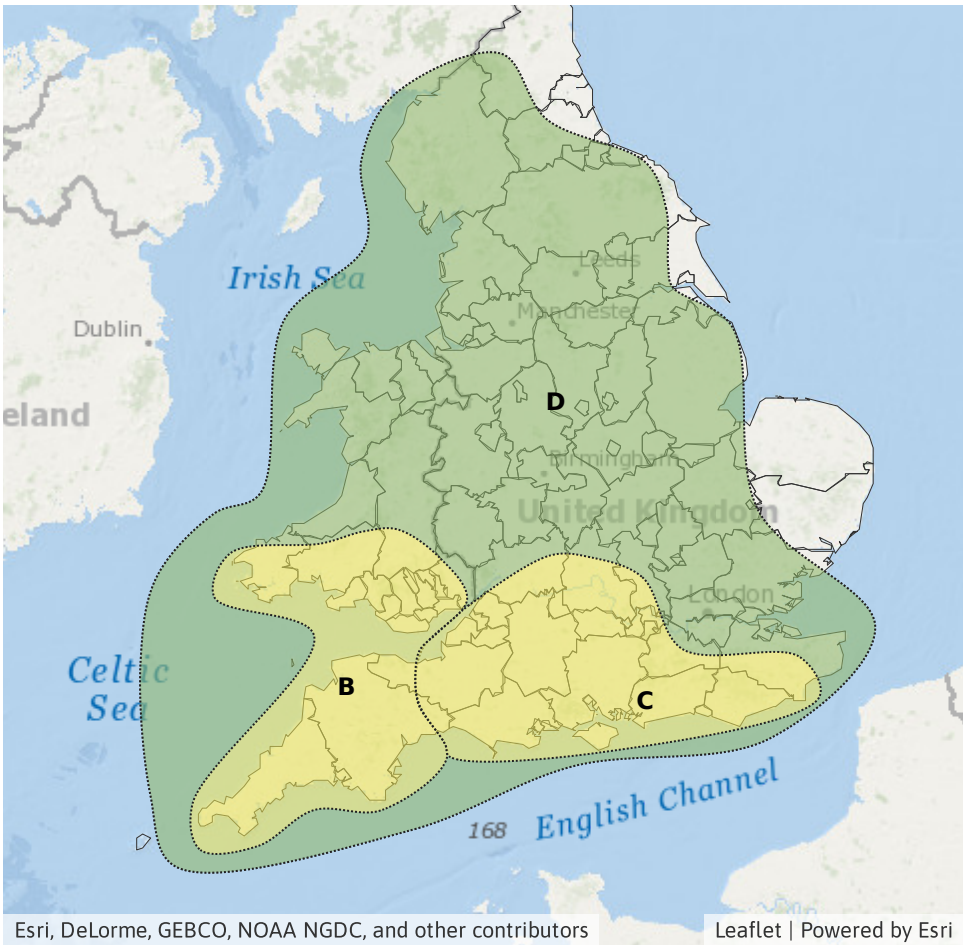 Leeds
Irish Sea
Manchester
Dublin
D
eland
Birmingham
United Kingdom
London
Celtic
Sea
B
C
168
English Channel
Esri, DeLorme, GEBCO, NOAA NGDC, and other contributors
Leaflet | Powered by Esri